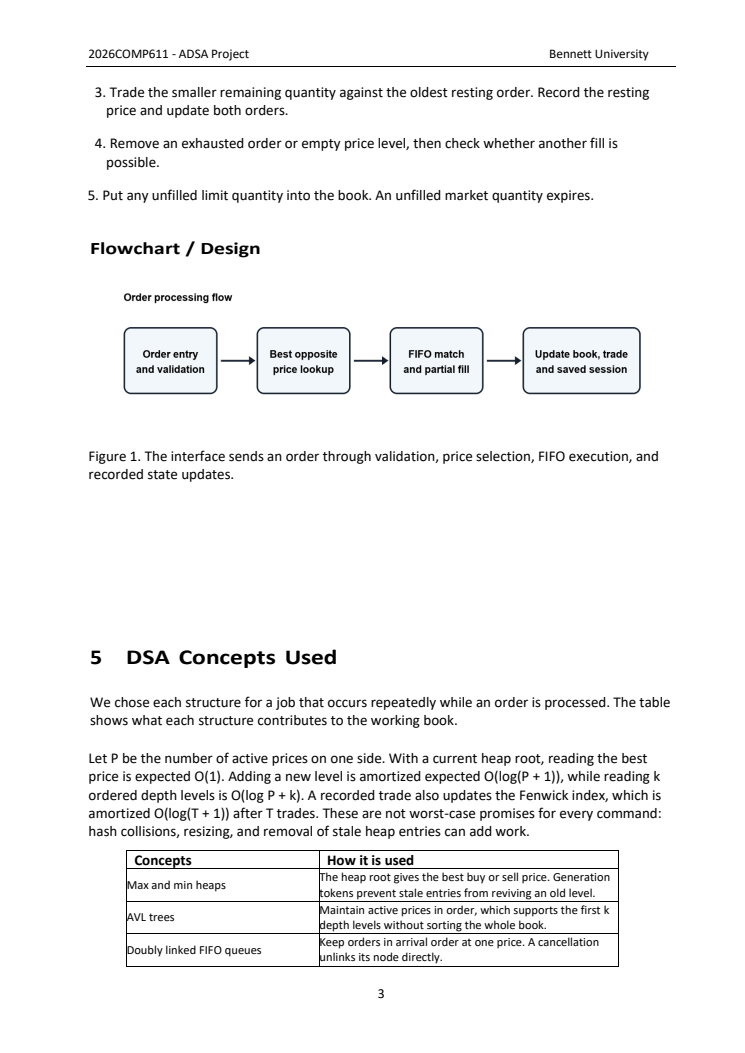 2026COMP611 - ADSA Project Bennett University
3. Trade the smaller remaining quantity against the oldest resting order. Record the resting
price and update both orders.
4. Remove an exhausted order or empty price level, then check whether another fill is
possible.
5. Put any unfilled limit quantity into the book. An unfilled market quantity expires.
Flowchart / Design
Order processing flow
Order entry
and validation
Best opposite
price lookup
FIFO match
and partial fill
Update book, trade
and saved session
Figure 1. The interface sends an order through validation, price selection, FIFO execution, and
recorded state updates.
5 DSA Concepts Used
We chose each structure for a job that occurs repeatedly while an order is processed. The table
shows what each structure contributes to the working book.
Let P be the number of active prices on one side. With a current heap root, reading the best
price is expected O(1). Adding a new level is amortized expected O(log(P + 1)), while reading k
ordered depth levels is O(log P + k). A recorded trade also updates the Fenwick index, which is
amortized O(log(T + 1)) after T trades. These are not worst-case promises for every command:
hash collisions, resizing, and removal of stale heap entries can add work.
Concepts How it is used
Max and min heaps
The heap root gives the best buy or sell price. Generation
tokens prevent stale entries from reviving an old level.
AVL trees
Maintain active prices in order, which supports the first k
depth levels without sorting the whole book.
Doubly linked FIFO queues
Keep orders in arrival order at one price. A cancellation
unlinks its node directly.
3